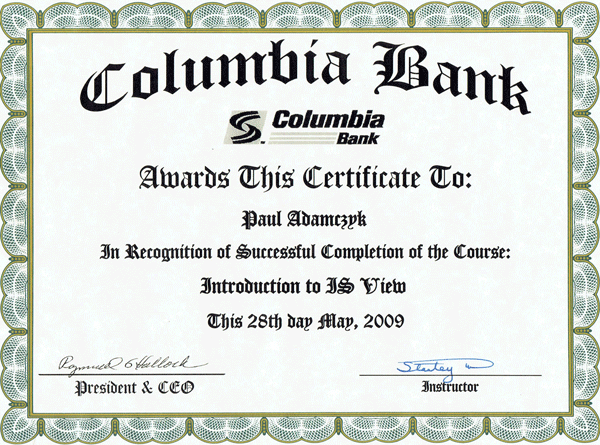 Columbia Bank
Columbia
Bank
Awards This Certificate To:
Paul Adamczyk
In Recognition of Successful Completion of the Course:
Introduction to IS View
This 28th day May, 2009
Raymond G Hallock
Stanley
President & CEO
Instructor